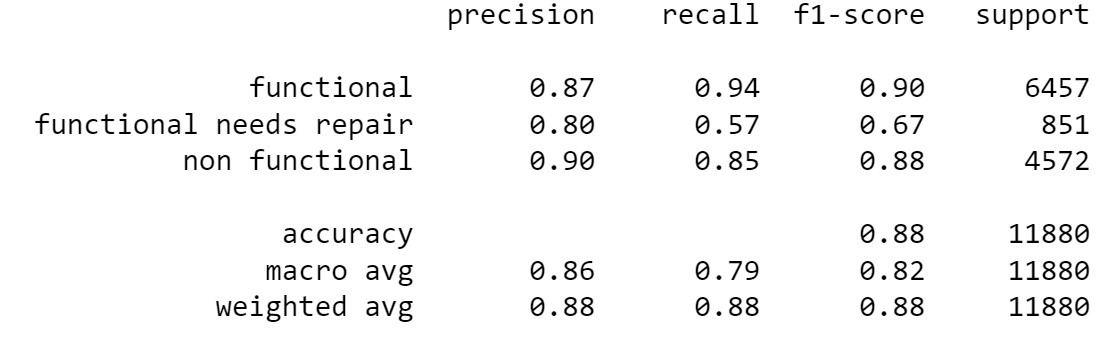 precision recall f1-score support
functional 0.87 0.94 0.90 6457
functional needs repair 0.80 0.57 0.67 851
non functional 0.90 0.85 0.88 4572
accuracy 0.88 11880
macro avg 0.86 0.79 0.82 11880
weighted avg 0.88 0.88 0.88 11880